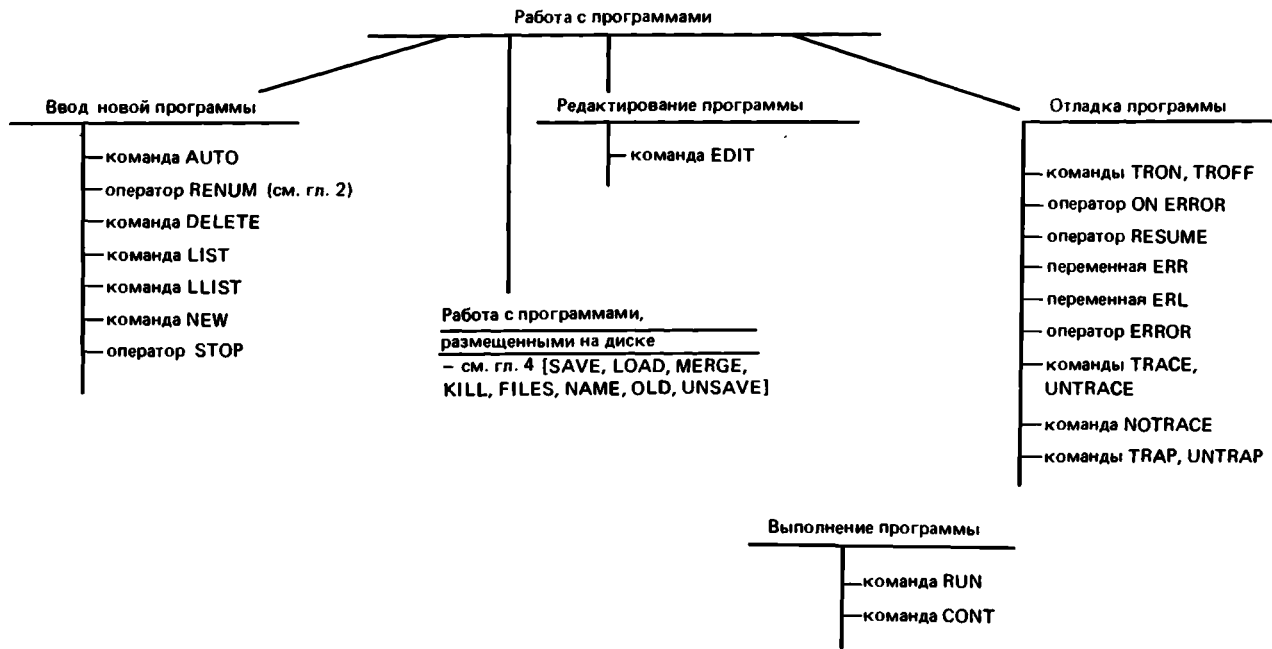 Работа с программами
Ввод новой программы
команда AUTO
оператор RENUM (см. гл. 2)
команда DELETE
команда LIST
команда LLIST
команда NEW
оператор STOP
Работа с программами,
размещенными на диске
– см. гл. 4 [SAVE, LOAD, MERGE,
KILL, FILES, NAME, OLD, UNSAVE]
Редактирование программы
команда EDIT
Отладка программы
команды TRON, TROFF
оператор ON ERROR
оператор RESUME
переменная ERR
переменная ERL
оператор ERROR
команды TRACE,
UNTRACE
команда NOTRACE
команды TRAP, UNTRAP
Выполнение программы
команда RUN
команда CONT